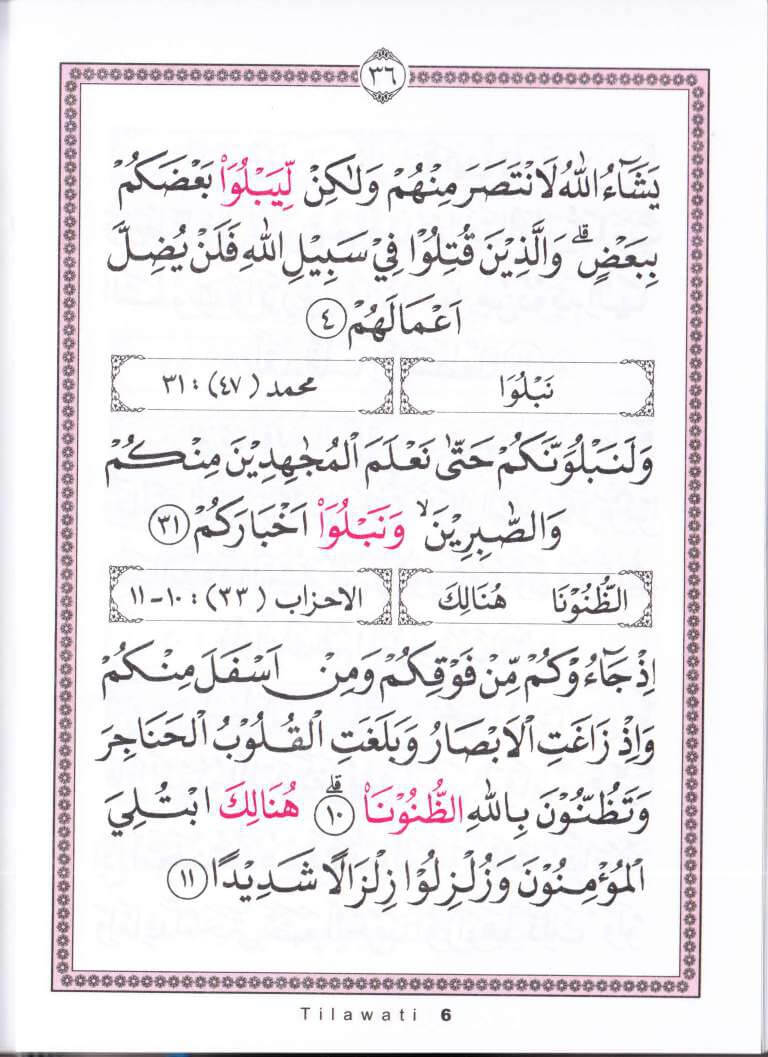 ٣٦
يَشَآءُ اللّٰهُ لَانْتَصَرَ مِنْهُمْ وَلٰكِنْ لِّيَبْلُوَا۟ بَعْضَكُمْ
بِبَعْضٍۗ وَالَّذِيْنَ قُتِلُوْا فِيْ سَبِيْلِ اللّٰهِ فَلَنْ يُضِلَّ
اَعْمَالَهُمْ ٤
نَبْلُوَا محمد (٤٧) : ٣١
وَلَنَبْلُوَنَّكُمْ حَتّٰى نَعْلَمَ الْمُجٰهِدِيْنَ مِنْكُمْ
وَالصّٰبِرِيْنَۙ وَنَبْلُوَا۟ اَخْبَارَكُمْ ٣١
الظُّنُوْنَا هُنَالِكَ الاحزاب (٣٣) : ١٠-١١
اِذْ جَآءُوْكُمْ مِّنْ فَوْقِكُمْ وَمِنْ اَسْفَلَ مِنْكُمْ
وَاِذْ زَاغَتِ الْاَبْصَارُ وَبَلَغَتِ الْقُلُوْبُ الْحَنَاجِرَ
وَتَظُنُّوْنَ بِاللّٰهِ الظُّنُوْنَا۠ ١٠ۗ هُنَالِكَ ابْتُلِيَ
الْمُؤْمِنُوْنَ وَزُلْزِلُوْا زِلْزَالًا شَدِيْدًا ١١
Tilawati 6